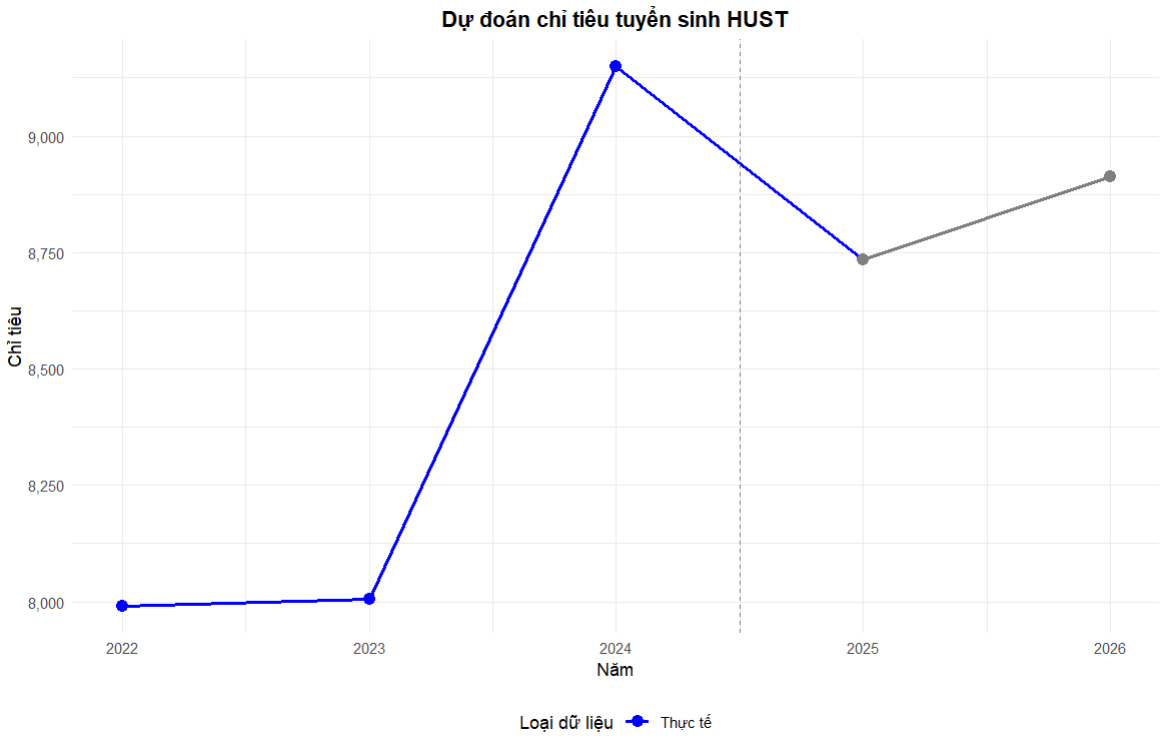 Dự đoán chỉ tiêu tuyển sinh HUST
Chỉ tiêu
9,000
8,750
8,500
8,250
8,000
2022 2023 2024 2025 2026
Năm
Loại dữ liệu Thực tế